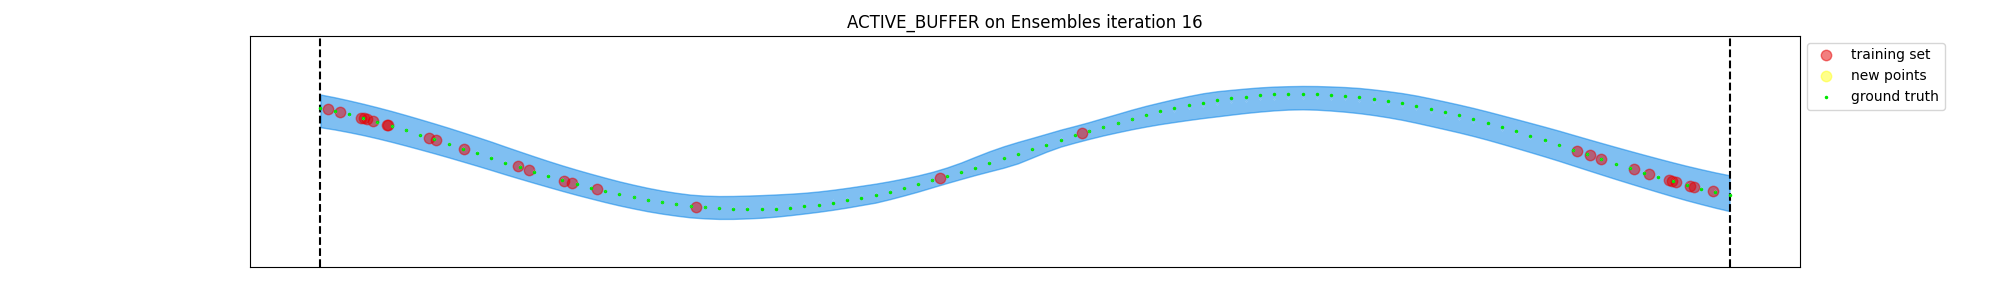 ACTIVE_BUFFER on Ensembles iteration 16
training set
new points
ground truth